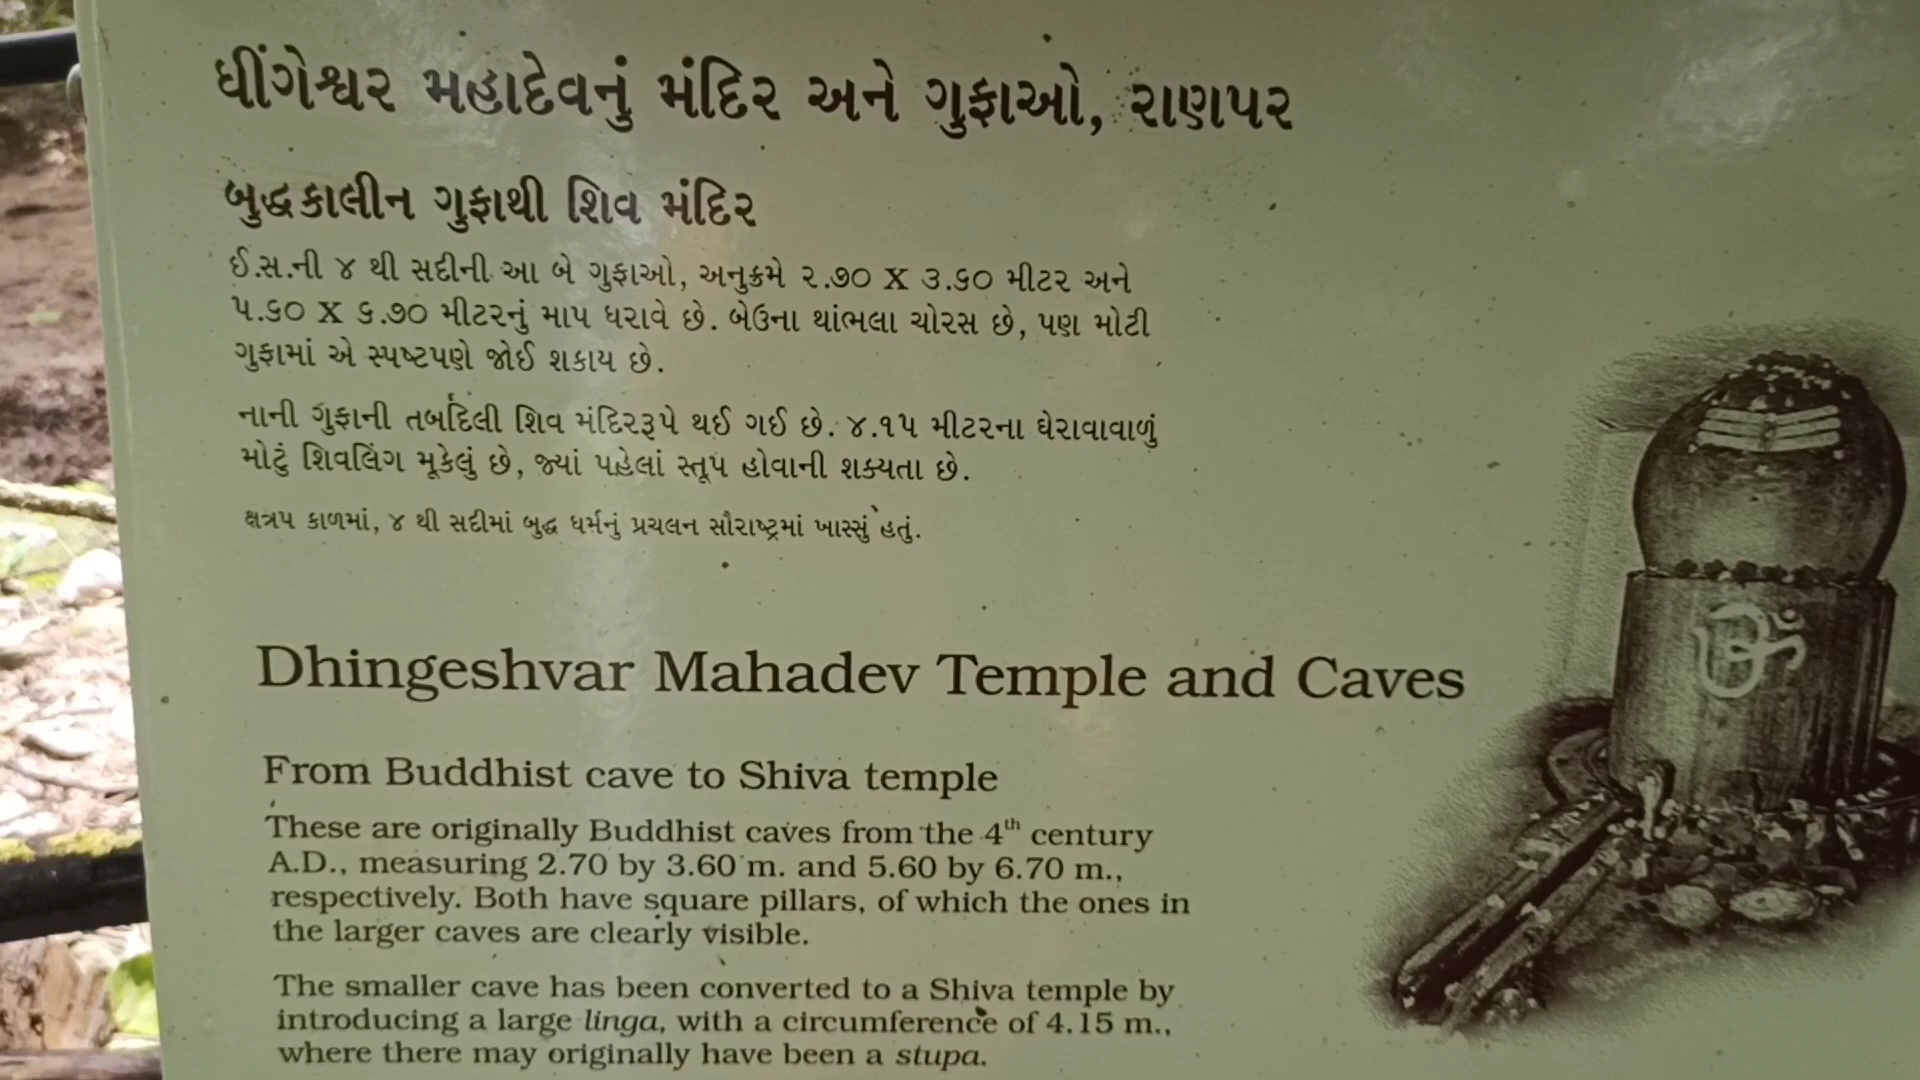 ધીંગેશ્વર મહાદેવનું મંદિર અને ગુફાઓ, રાણપર
બુદ્ધકાલીન ગુફાથી શિવ મંદિર
ઈ.સ.ની ૪ થી સદીની આ બે ગુફાઓ, અનુક્રમે ૨.૭૦ X ૩.૬૦ મીટર અને
૫.૬૦ X ૬.૭૦ મીટરનું માપ ધરાવે છે. બેઉના થાંભલા ચોરસ છે, પણ મોટી
ગુફામાં એ સ્પષ્ટપણે જોઈ શકાય છે.
નાની ગુફાની તબદિલી શિવ મંદિરરૂપે થઈ ગઈ છે. ૪.૧૫ મીટરના ઘેરાવાવાળું
મોટું શિવલિંગ મૂકેલું છે, જ્યાં પહેલાં સ્તૂપ હોવાની શક્યતા છે.
ક્ષત્રપ કાળમાં, ૪ થી સદીમાં બુદ્ધ ધર્મનું પ્રચલન સૌરાષ્ટ્રમાં ખાસ્સું હતું.
Dhingeshvar Mahadev Temple and Caves
From Buddhist cave to Shiva temple
These are originally Buddhist caves from the 4th century
A.D., measuring 2.70 by 3.60 m. and 5.60 by 6.70 m.,
respectively. Both have square pillars, of which the ones in
the larger caves are clearly visible.
The smaller cave has been converted to a Shiva temple by
introducing a large linga, with a circumference of 4.15 m.,
where there may originally have been a stupa.
ૐ